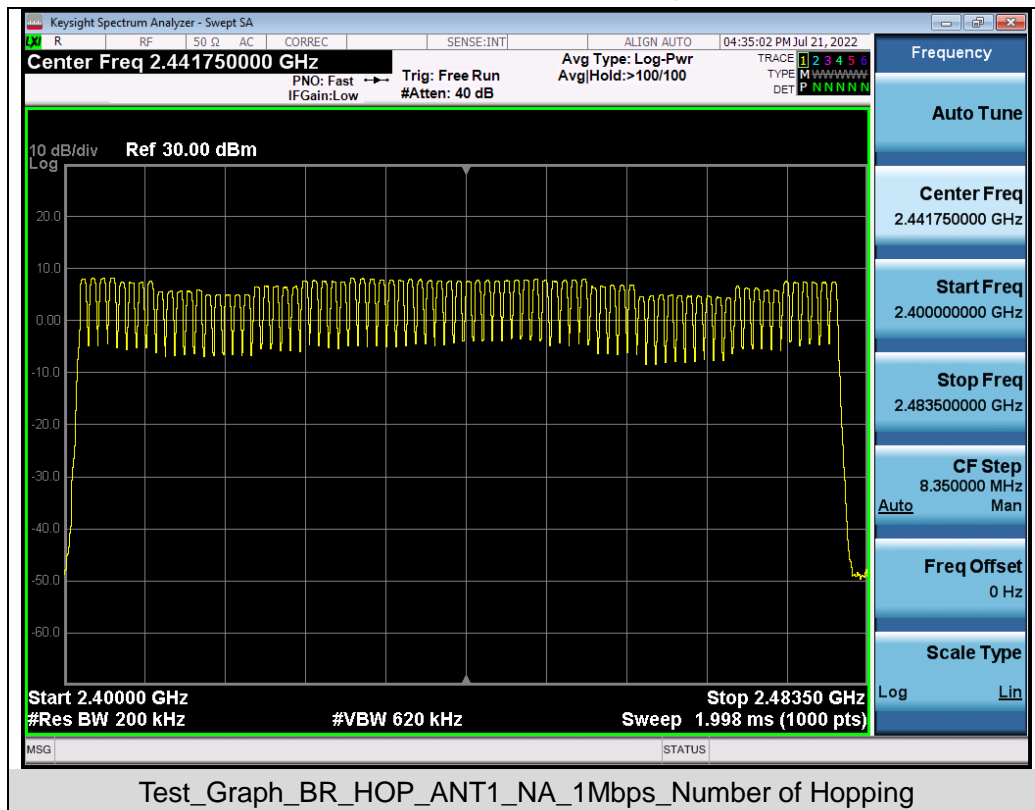 Keysight Spectrum Analyzer - Swept SA
LXI R RF 50 Ω AC CORREC SENSE:INT ALIGN AUTO 04:35:02 PM Jul 21, 2022
Center Freq 2.441750000 GHz
PNO: Fast
IFGain:Low
Trig: Free Run
#Atten: 40 dB
Avg Type: Log-Pwr
Avg|Hold:>100/100
TRACE 1 2 3 4 5 6
TYPE M WWWWW
DET P N N N N N
10 dB/div
Log
Ref 30.00 dBm
20.0
10.0
0.00
-10.0
-20.0
-30.0
-40.0
-50.0
-60.0
Start 2.40000 GHz
Stop 2.48350 GHz
#Res BW 200 kHz
#VBW 620 kHz
Sweep 1.998 ms (1000 pts)
MSG
STATUS
Frequency
Auto Tune
Center Freq
2.441750000 GHz
Start Freq
2.400000000 GHz
Stop Freq
2.483500000 GHz
CF Step
8.350000 MHz
Auto Man
Freq Offset
0 Hz
Scale Type
Log Lin
Test_Graph_BR_HOP_ANT1_NA_1Mbps_Number of Hopping